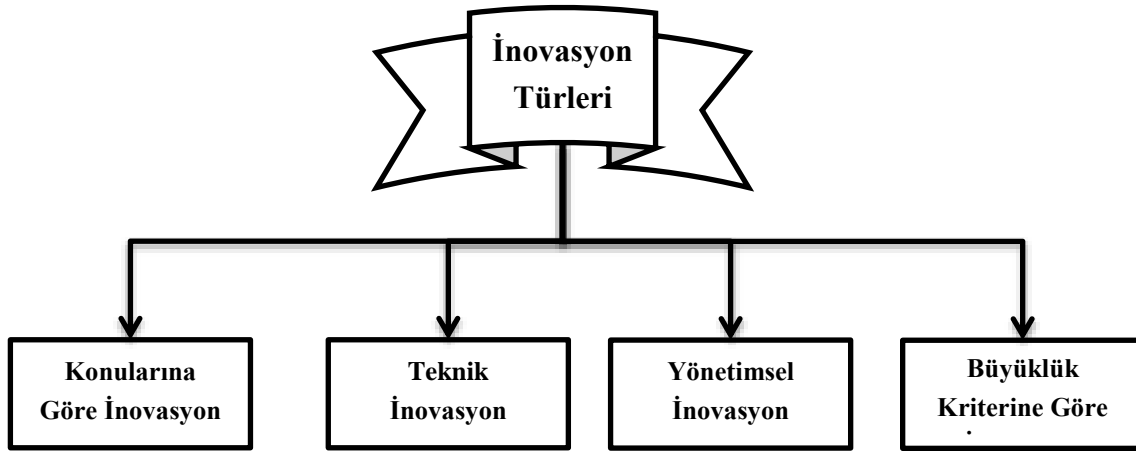 İnovasyon
Türleri
Konularına
Göre İnovasyon
Teknik
İnovasyon
Yönetimsel
İnovasyon
Büyüklük
Kriterine Göre